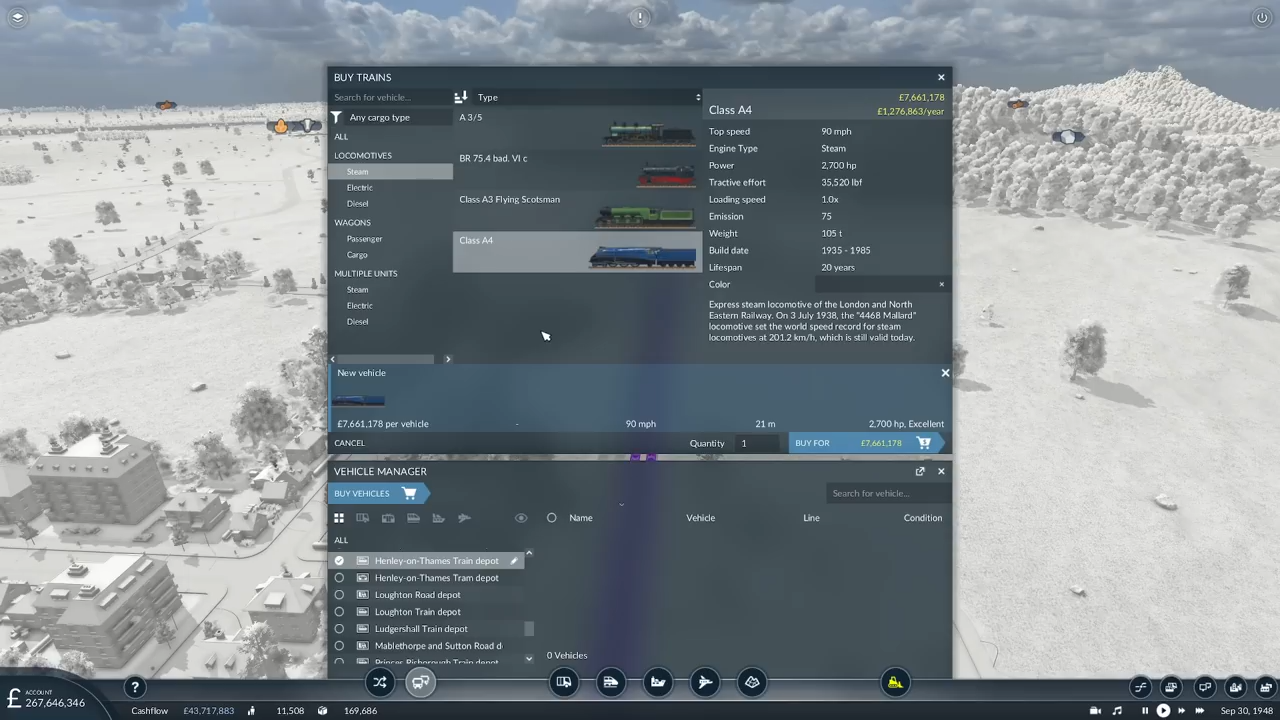 BUY TRAINS
Search for vehicle...
Type
Any cargo type
ALL
LOCOMOTIVES
Steam
Electric
Diesel
WAGONS
Passenger
Cargo
MULTIPLE UNITS
Steam
Electric
Diesel
A 3/5
BR 75.4 bad. VI c
Class A3 Flying Scotsman
Class A4
£7,661,178
Class A4
£1,276,863/year
Top speed 90 mph
Engine Type Steam
Power 2,700 hp
Tractive effort 35,520 lbf
Loading speed 1.0x
Emission 75
Weight 105 t
Build date 1935 - 1985
Lifespan 20 years
Color
Express steam locomotive of the London and North
Eastern Railway. On 3 July 1938, the "4468 Mallard"
locomotive set the world speed record for steam
locomotives at 201.2 km/h, which is still valid today.
New vehicle
£7,661,178 per vehicle - 90 mph 21 m 2,700 hp, Excellent
CANCEL Quantity 1 BUY FOR £7,661,178
VEHICLE MANAGER
BUY VEHICLES
Search for vehicle...
Name Vehicle Line Condition
ALL
Henley-on-Thames Train depot
Henley-on-Thames Tram depot
Loughton Road depot
Loughton Train depot
Ludgershall Train depot
Mablethorpe and Sutton Road d
Princes Risborough Train depot
0 Vehicles
£ ACCOUNT
267,646,346
?
Cashflow £43,717,883 11,508 169,686 Sep 30, 1948